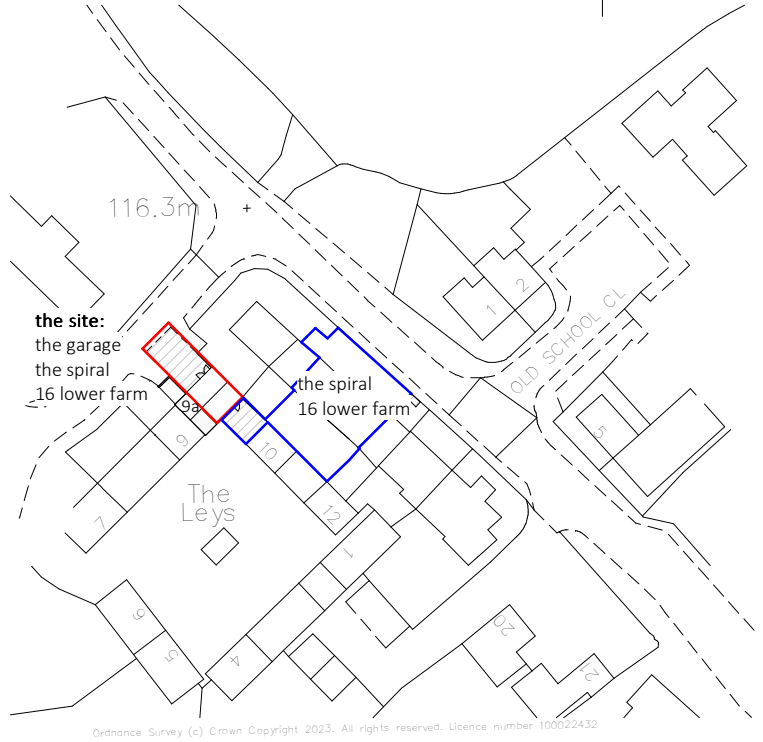 116.3m
1
2
OLD SCHOOL CL
the site:
the garage
the spiral
16 lower farm
the spiral
16 lower farm
9a
9
10
5
The
Leys
7
12
1
6
5
4
20
21
Ordnance Survey (c) Crown Copyright 2023. All rights reserved. Licence number 100022432